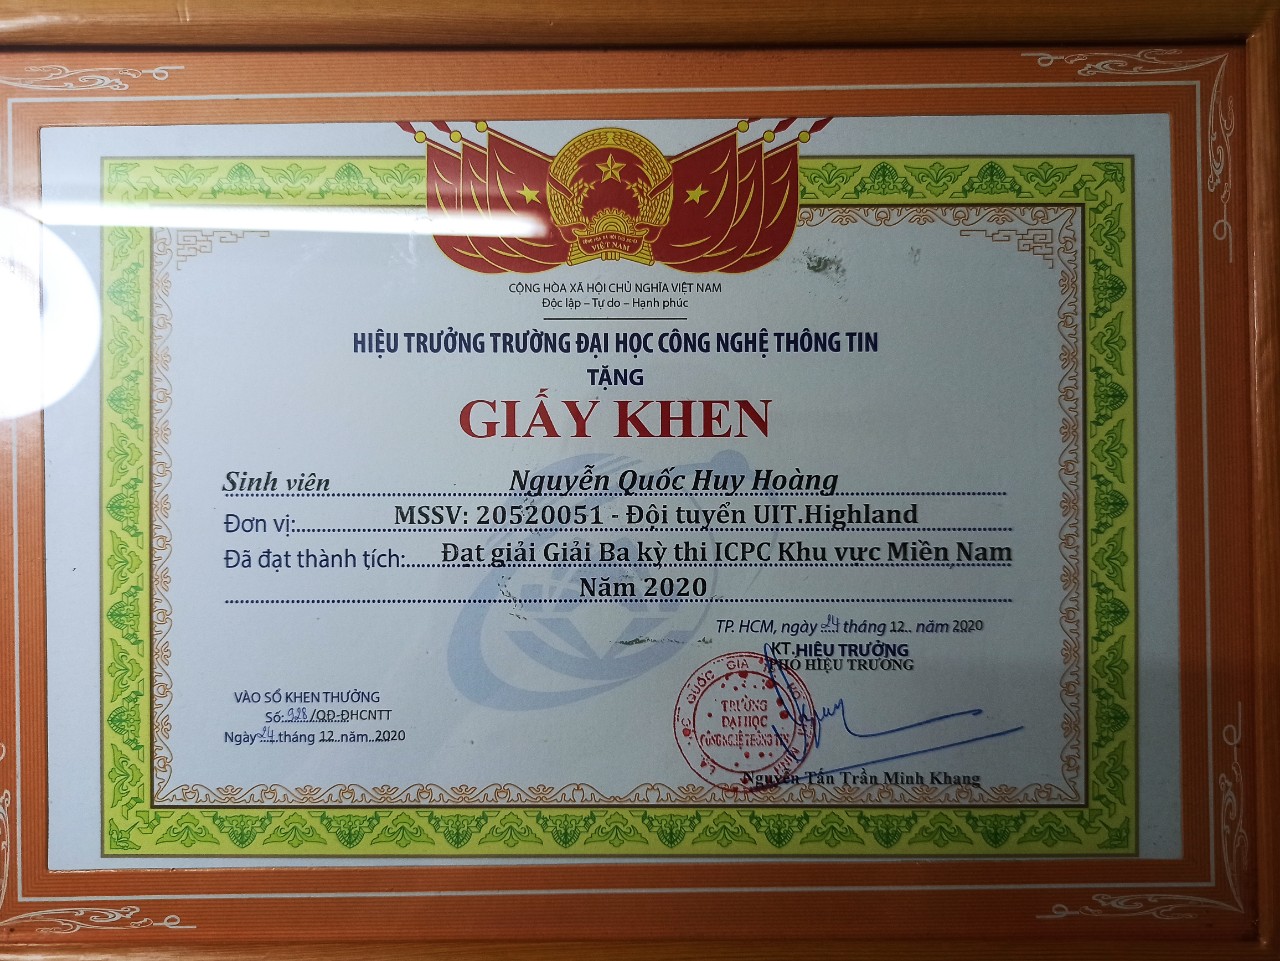 CỘNG HÒA XÃ HỘI CHỦ NGHĨA VIỆT NAM
Độc lập – Tự do – Hạnh phúc
HIỆU TRƯỞNG TRƯỜNG ĐẠI HỌC CÔNG NGHỆ THÔNG TIN
TẶNG
GIẤY KHEN
Sinh viên Nguyễn Quốc Huy Hoàng
Đơn vị: MSSV: 20520051 - Đội tuyển UIT.Highland
Đã đạt thành tích: Đạt giải Giải Ba kỳ thi ICPC Khu vực Miền Nam
Năm 2020
TP. HCM, ngày 24 tháng 12 năm 2020
KT.HIỆU TRƯỞNG
PHÓ HIỆU TRƯỞNG
VÀO SỔ KHEN THƯỞNG
Số: 928/QĐ-ĐHCNTT
Ngày 24 tháng 12 năm 2020
TRƯỜNG
ĐẠI HỌC
CÔNG NGHỆ THÔNG TIN
Nguyễn Tấn Trần Minh Khang